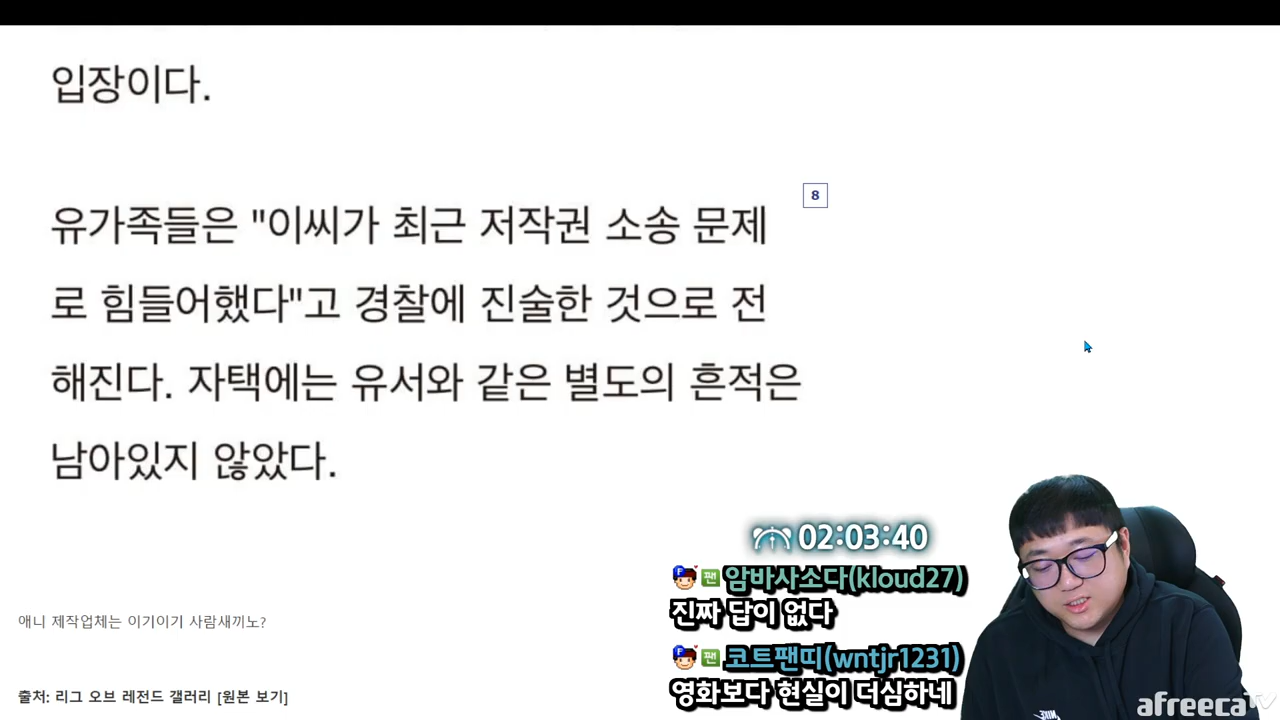 입장이다.
8
유가족들은 "이씨가 최근 저작권 소송 문제
로 힘들어했다"고 경찰에 진술한 것으로 전
해진다. 자택에는 유서와 같은 별도의 흔적은
남아있지 않았다.
02:03:40
F 팬 암바사소다(kloud27)
진짜 답이 없다
F 팬 코트팬띠(wntjr1231)
영화보다 현실이 더심하네
애니 제작업체는 이기이기 사람새끼노?
출처: 리그 오브 레전드 갤러리 [원본 보기]
NIKE
afreecaTV